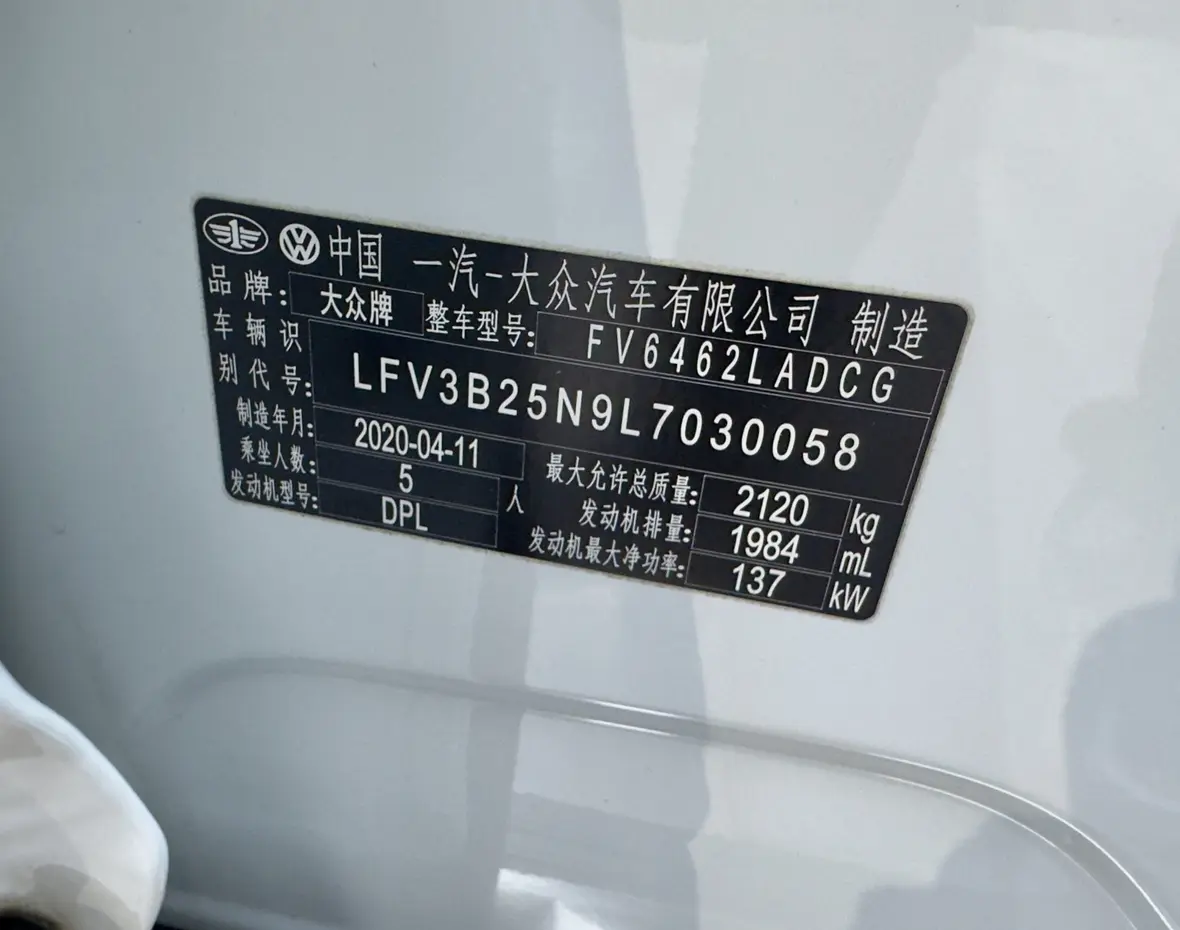 中国 一汽-大众汽车有限公司 制造
品牌: 大众牌 整车型号: FV6462LADCG
车辆识别代号: LFV3B25N9L7030058
制造年月: 2020-04-11
乘坐人数: 5 人
发动机型号: DPL
最大允许总质量: 2120 kg
发动机排量: 1984 mL
发动机最大净功率: 137 kW